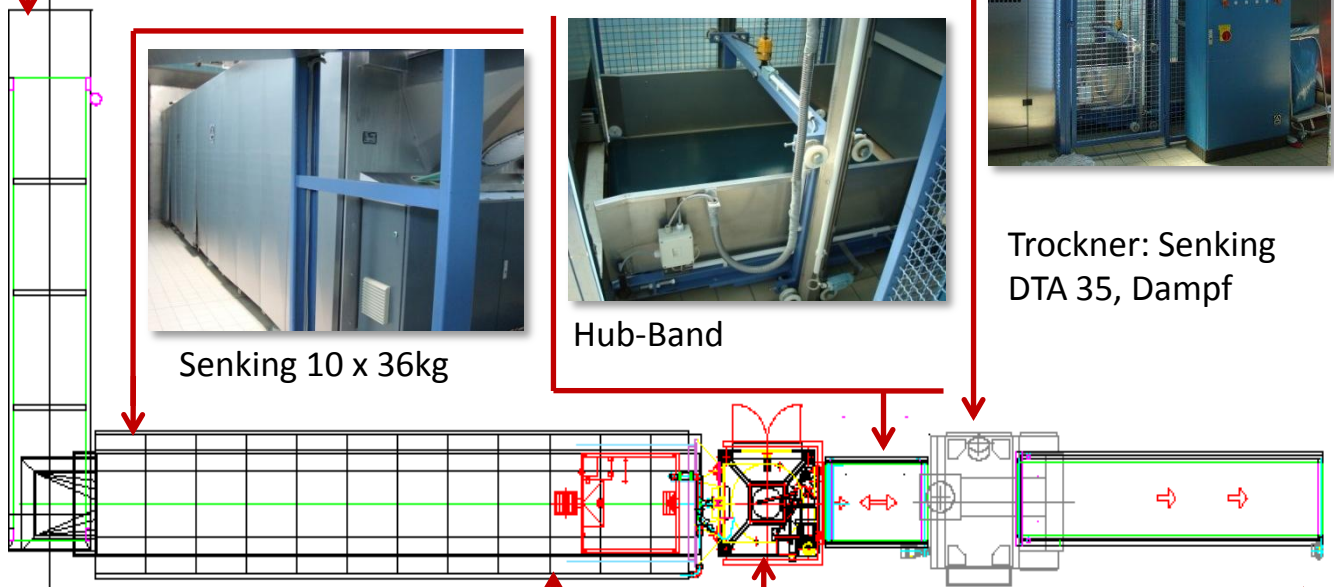 Senking 10 x 36kg
Hub-Band
Trockner: Senking
DTA 35, Dampf